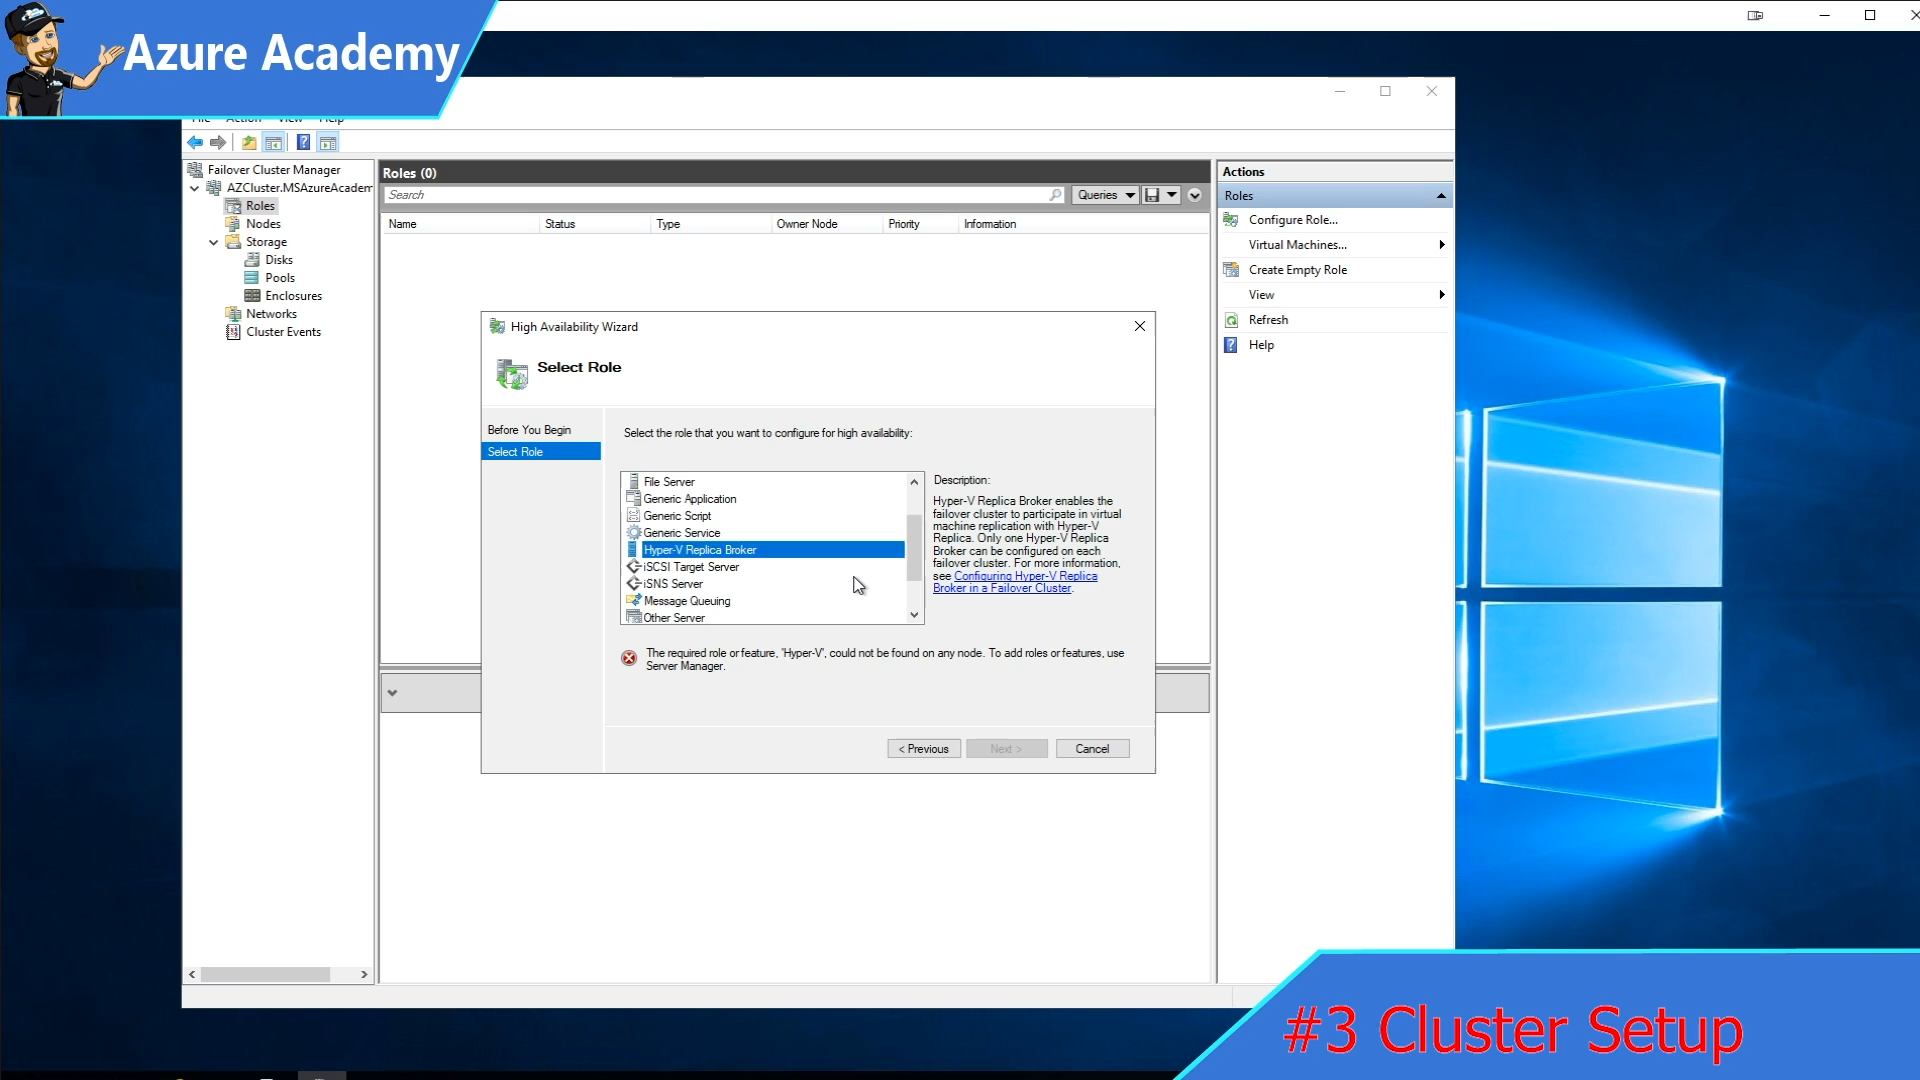 Azure Academy
File Action View Help
Failover Cluster Manager
AZCluster.MSAzureAcadem
Roles
Nodes
Storage
Disks
Pools
Enclosures
Networks
Cluster Events
Roles (0)
Search
Queries
Name Status Type Owner Node Priority Information
Actions
Roles
Configure Role...
Virtual Machines...
Create Empty Role
View
Refresh
Help
High Availability Wizard
Select Role
Before You Begin
Select Role
Select the role that you want to configure for high availability:
File Server
Generic Application
Generic Script
Generic Service
Hyper-V Replica Broker
iSCSI Target Server
iSNS Server
Message Queuing
Other Server
Description:
Hyper-V Replica Broker enables the
failover cluster to participate in virtual
machine replication with Hyper-V
Replica. Only one Hyper-V Replica
Broker can be configured on each
failover cluster. For more information,
see Configuring Hyper-V Replica
Broker in a Failover Cluster.
The required role or feature, 'Hyper-V', could not be found on any node. To add roles or features, use
Server Manager.
< Previous Next > Cancel
#3 Cluster Setup